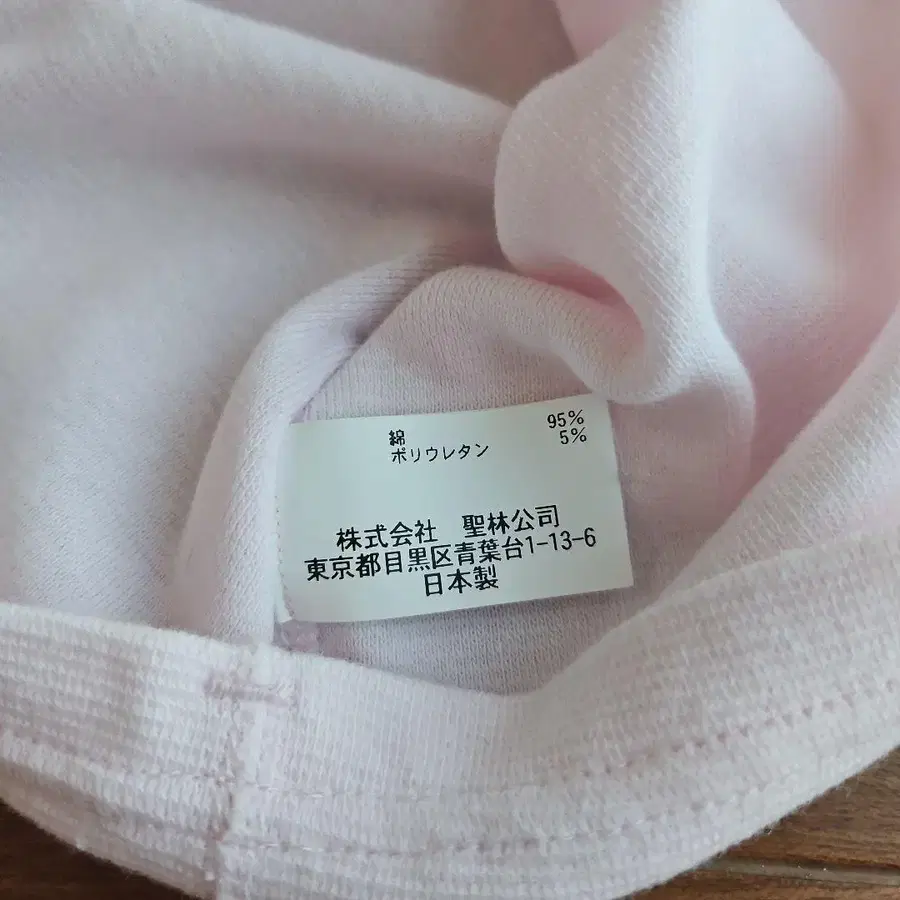 綿 95%
ポリウレタン 5%
株式会社 聖林公司
東京都目黒区青葉台1-13-6
日本製